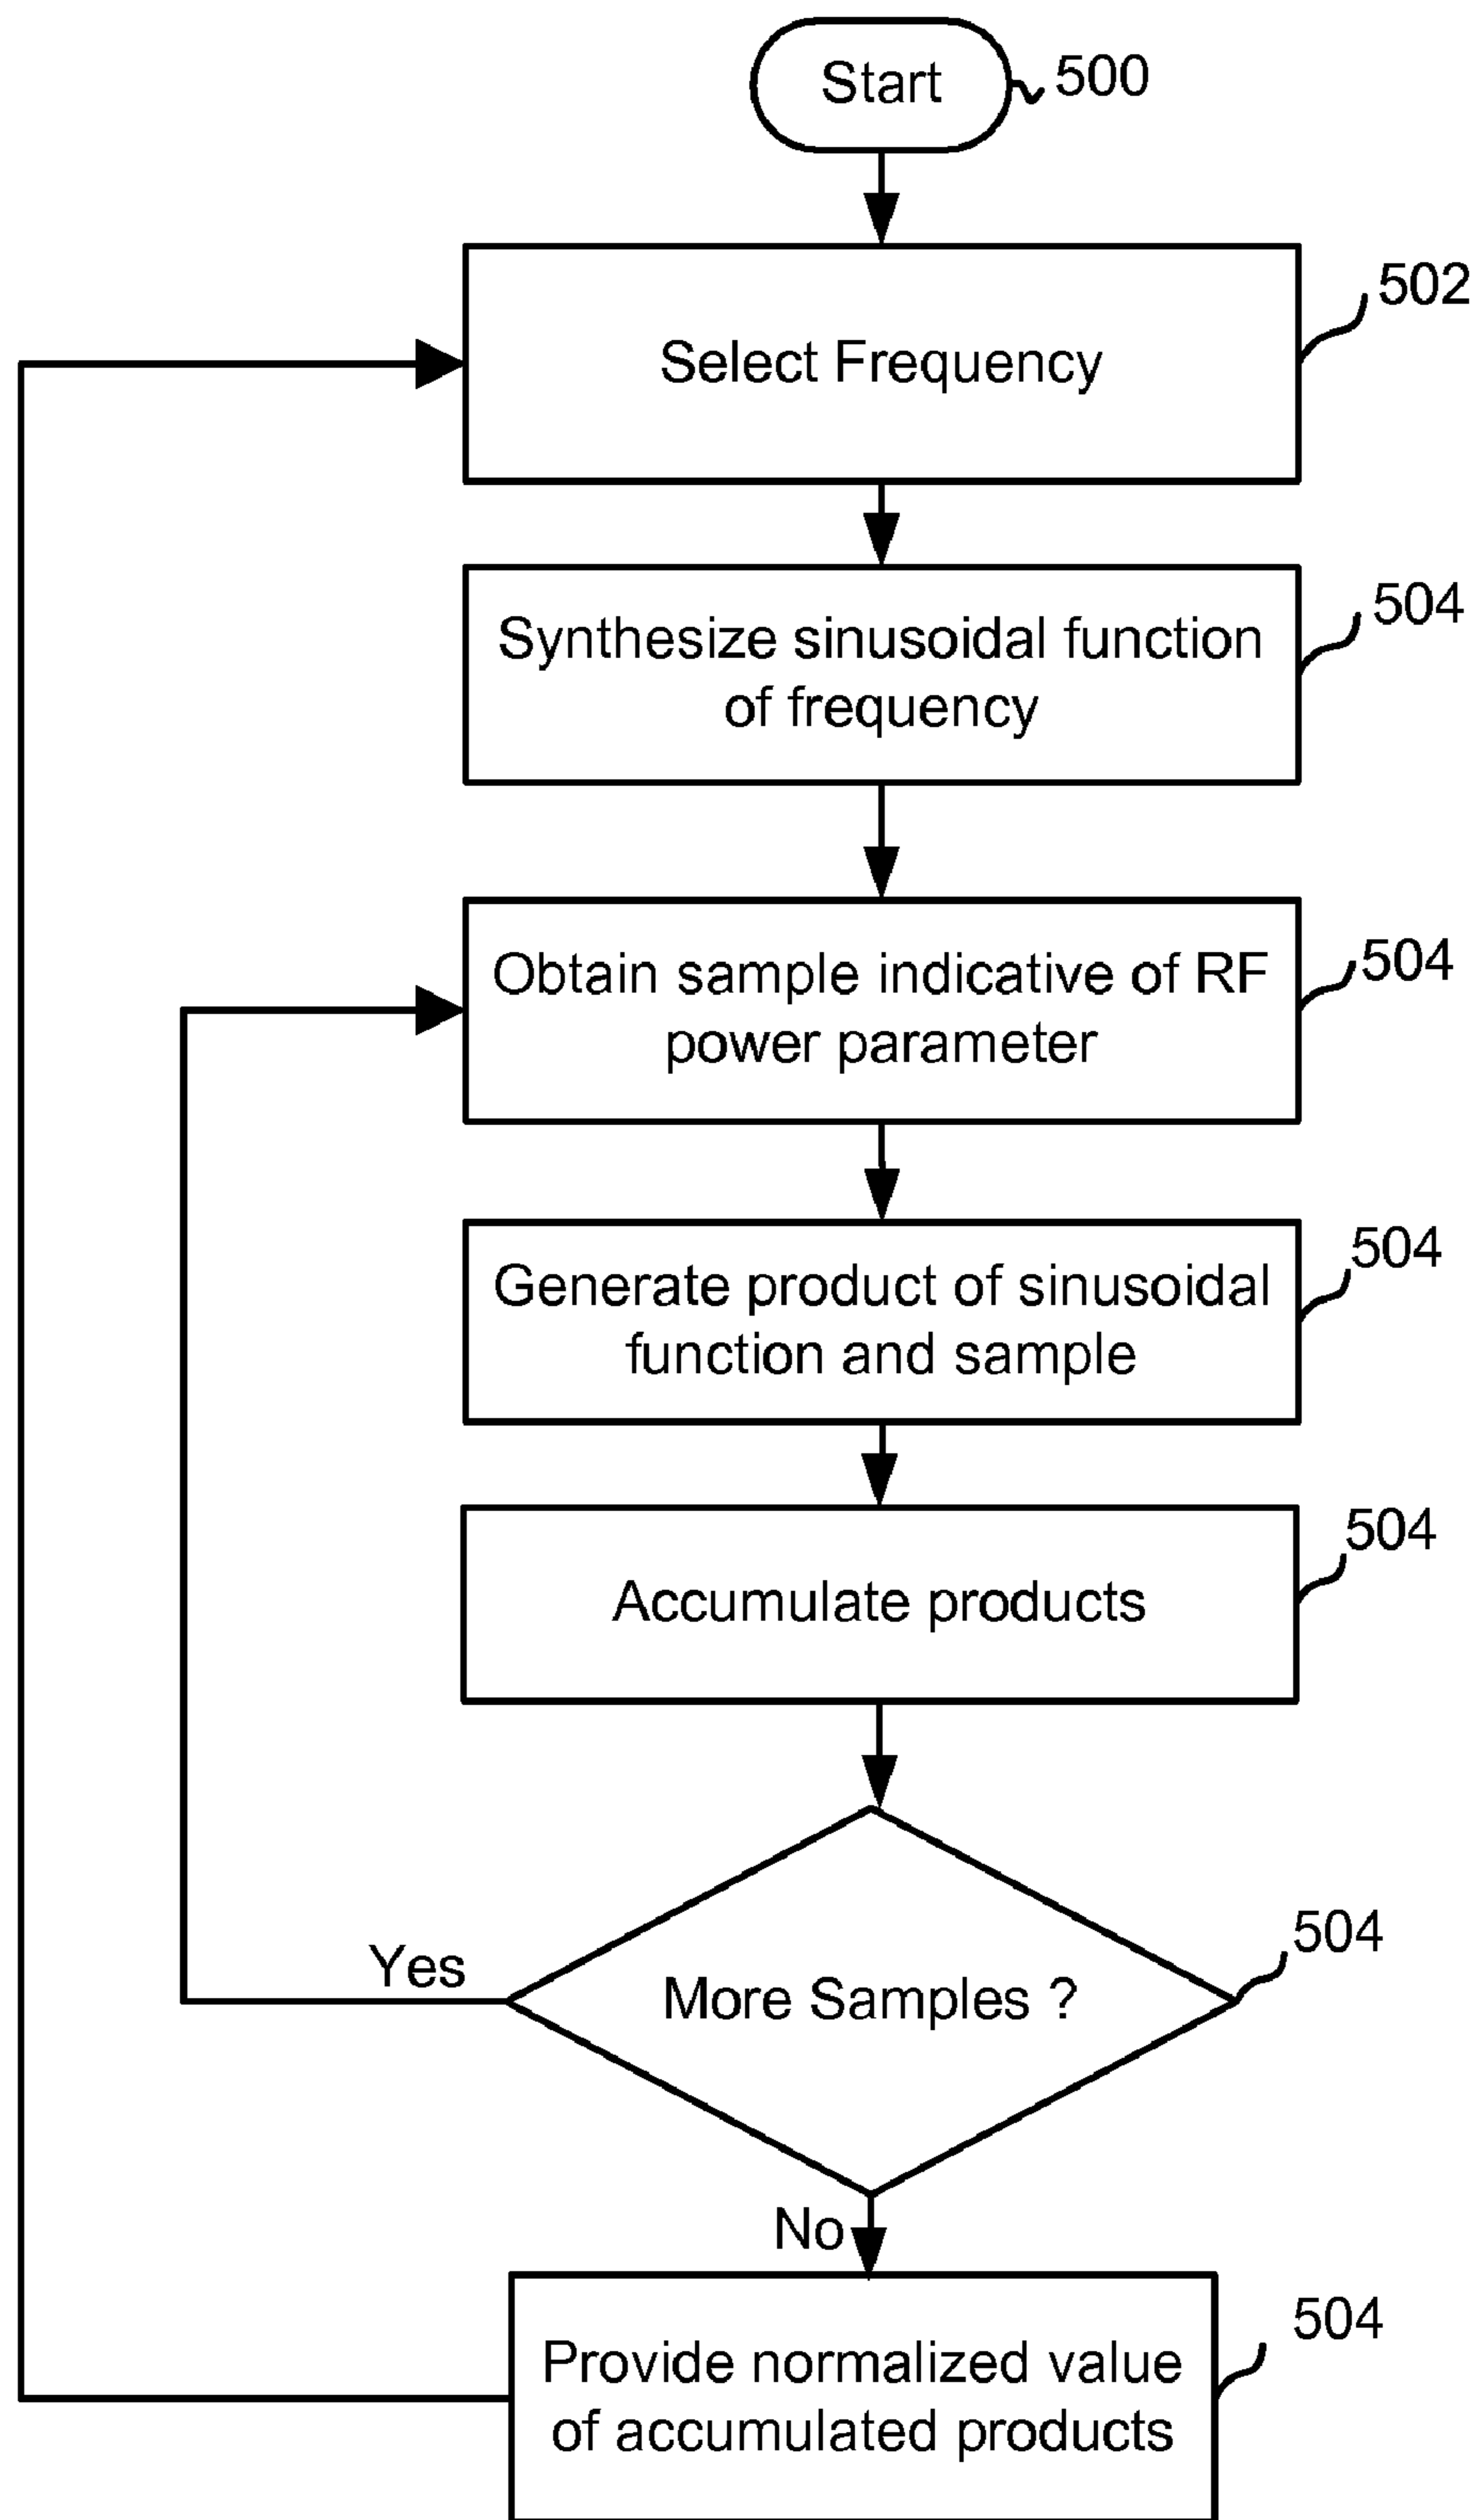 Start
500
502
Select Frequency
504
Synthesize sinusoidal function
of frequency
504
Obtain sample indicative of RF
power parameter
504
Generate product of sinusoidal
function and sample
504
Accumulate products
504
Yes
More Samples ?
No
504
Provide normalized value
of accumulated products